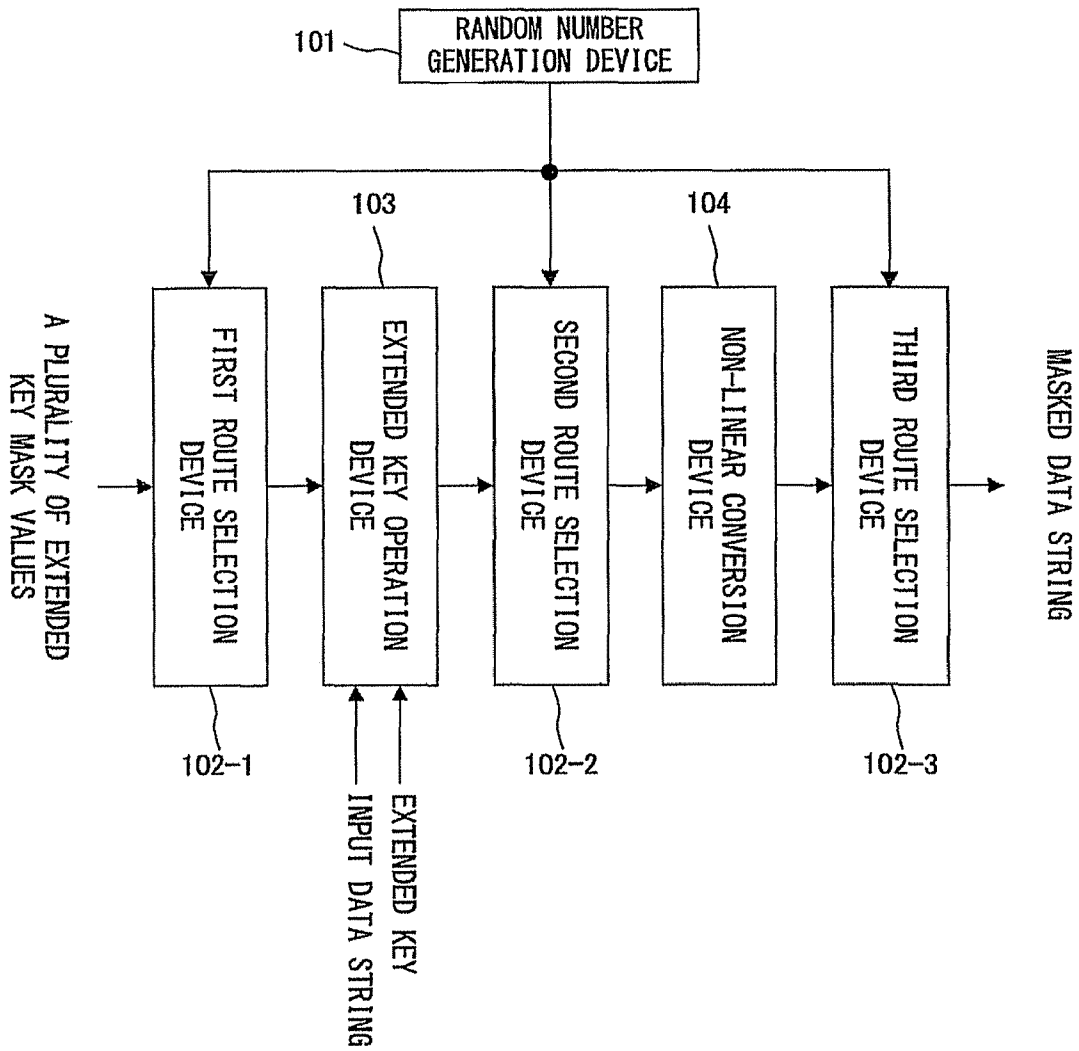 RANDOM NUMBER
GENERATION DEVICE
101
103
104
A PLURALITY OF EXTENDED
KEY MASK VALUES
FIRST ROUTE SELECTION
DEVICE
EXTENDED KEY OPERATION
DEVICE
SECOND ROUTE SELECTION
DEVICE
NON-LINEAR CONVERSION
DEVICE
THIRD ROUTE SELECTION
DEVICE
MASKED DATA STRING
102-1
102-2
102-3
EXTENDED KEY
INPUT DATA STRING